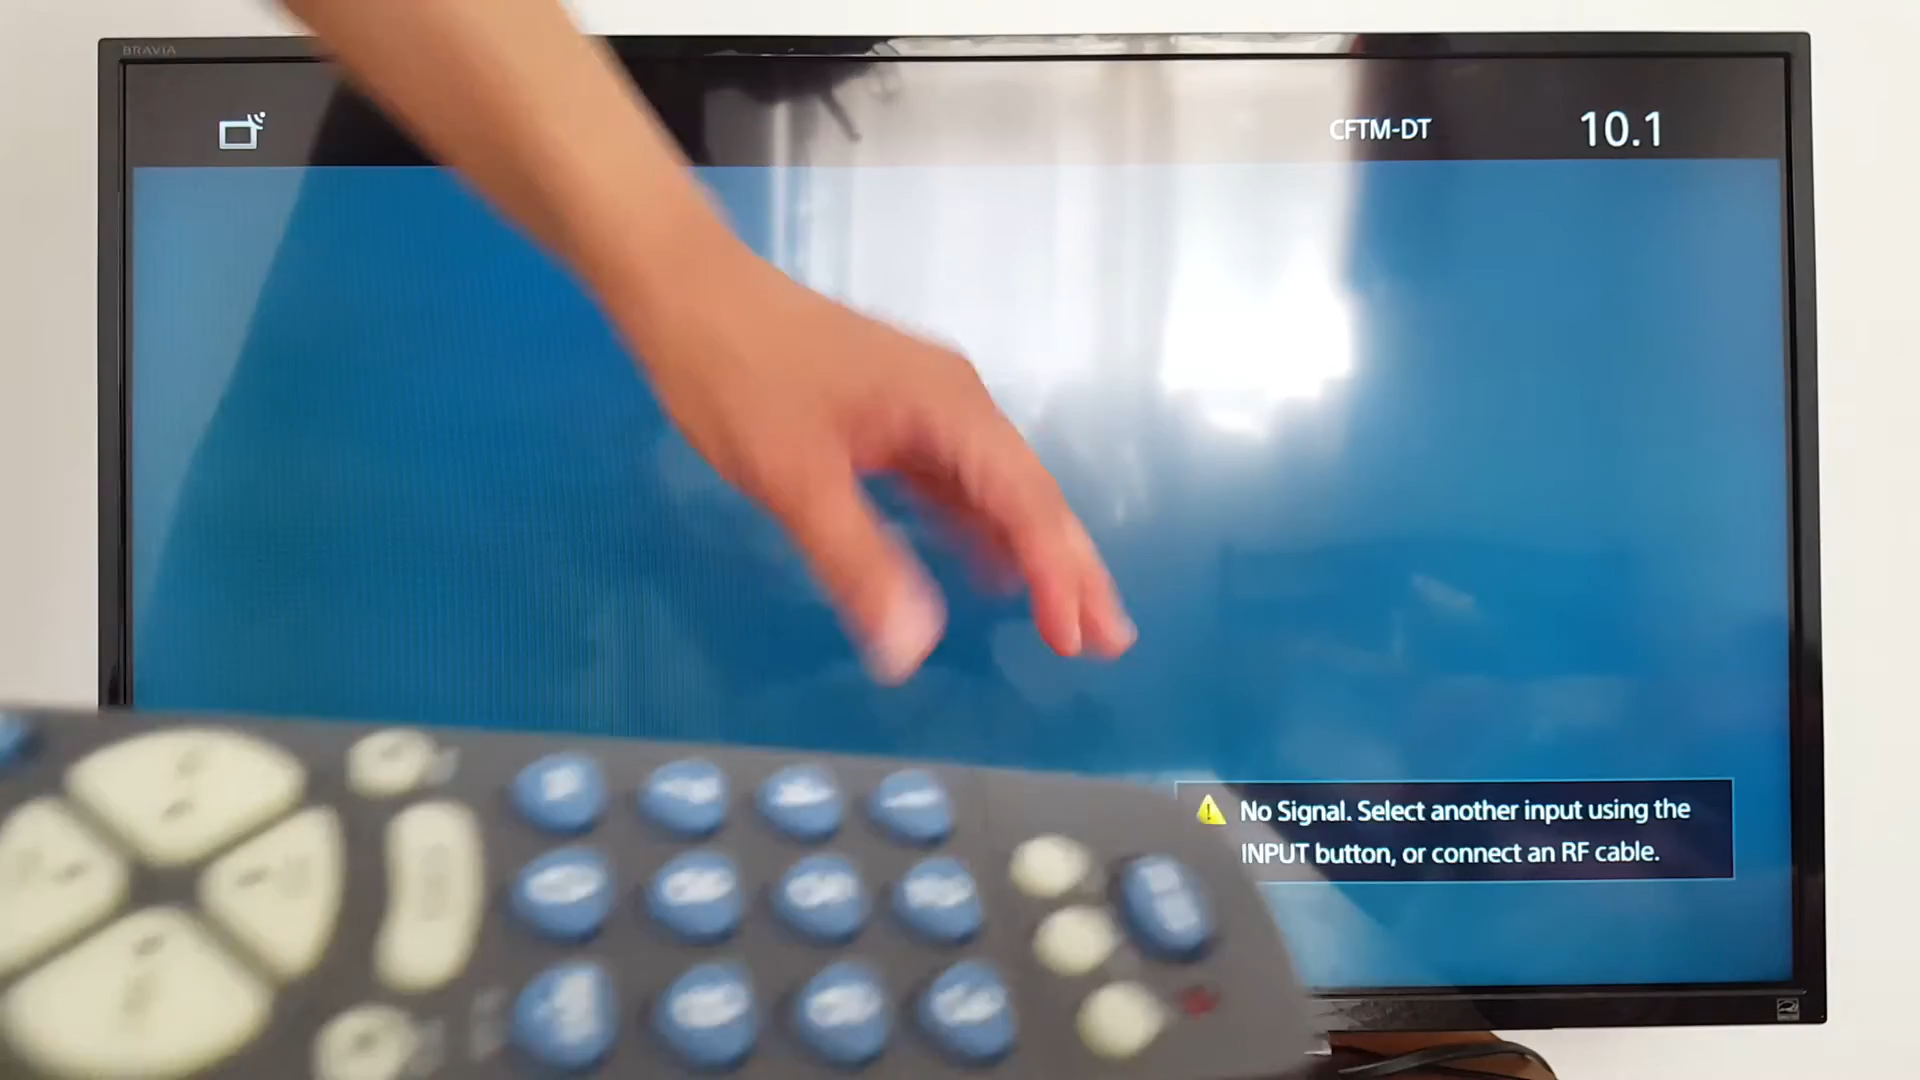 BRAVIA
CFTM-DT 10.1
No Signal. Select another input using the
INPUT button, or connect an RF cable.